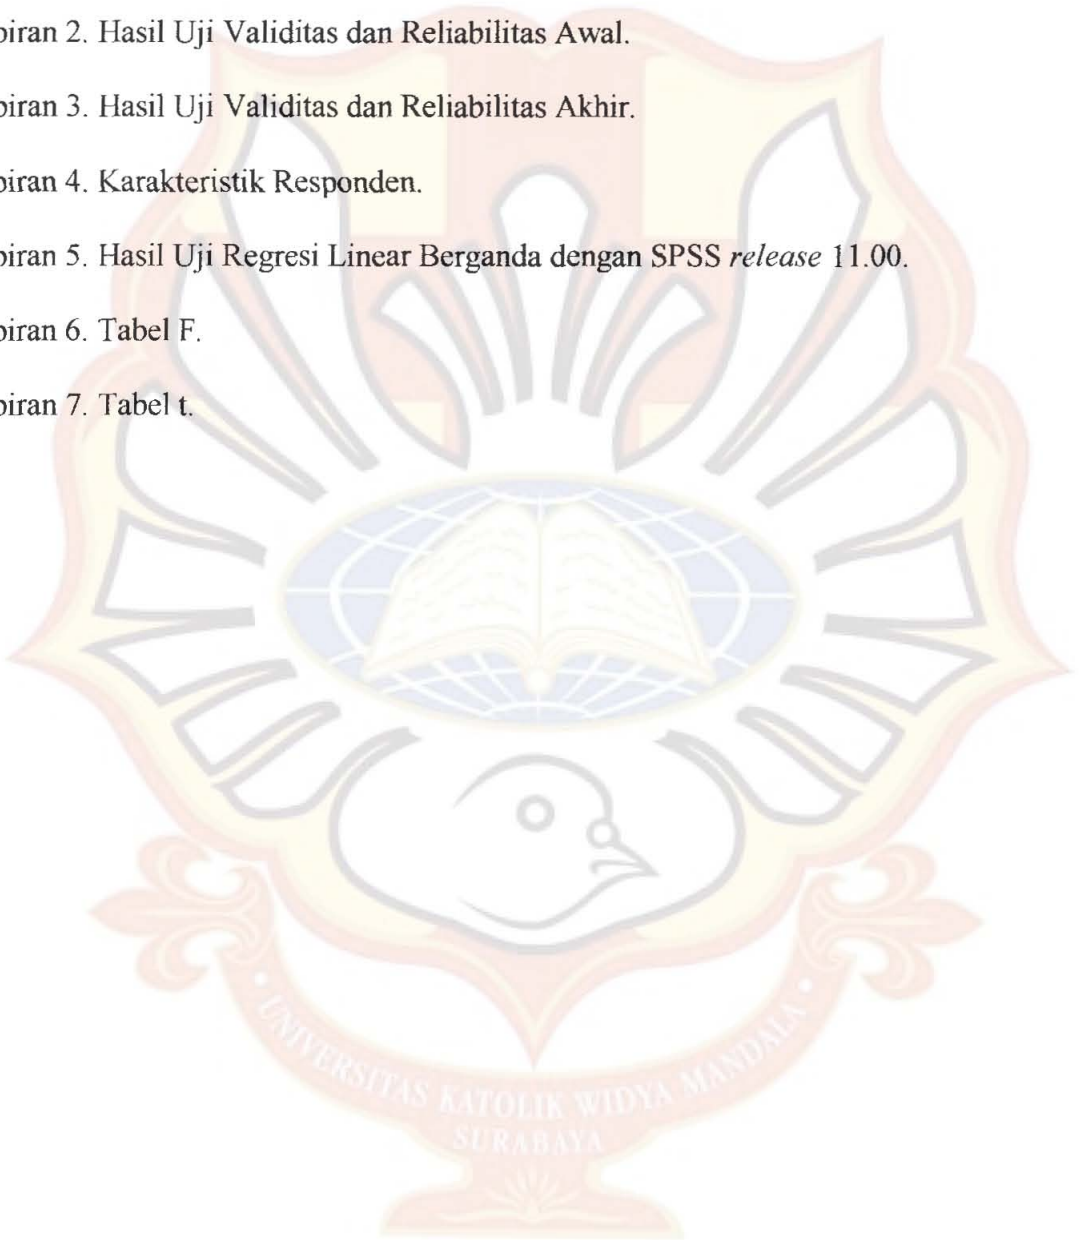 piran 2. Hasil Uji Validitas dan Reliabilitas Awal.
piran 3. Hasil Uji Validitas dan Reliabilitas Akhir.
piran 4. Karakteristik Responden.
piran 5. Hasil Uji Regresi Linear Berganda dengan SPSS release 11.00.
piran 6. Tabel F.
piran 7. Tabel t.
UNIVERSITAS KATOLIK WIDYA MANDALA
SURABAYA